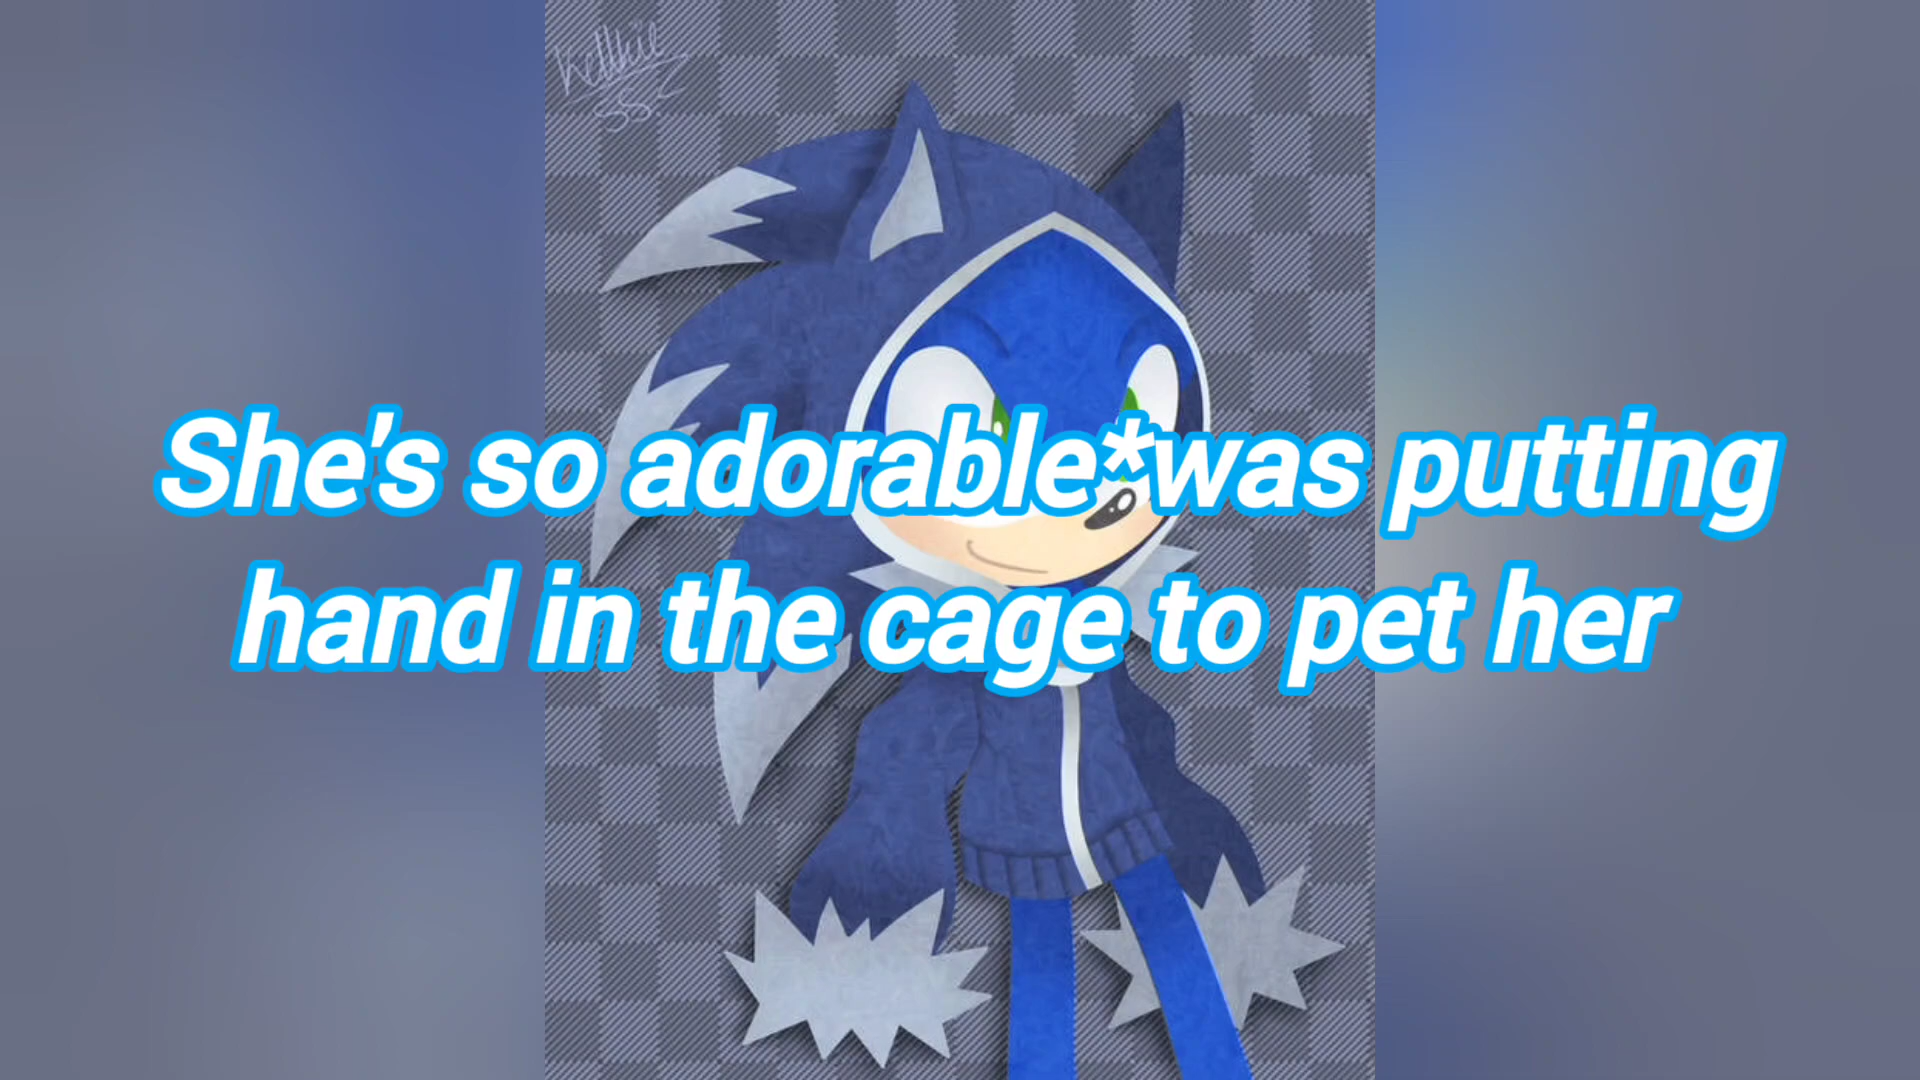 She's so adorable*was putting
hand in the cage to pet her